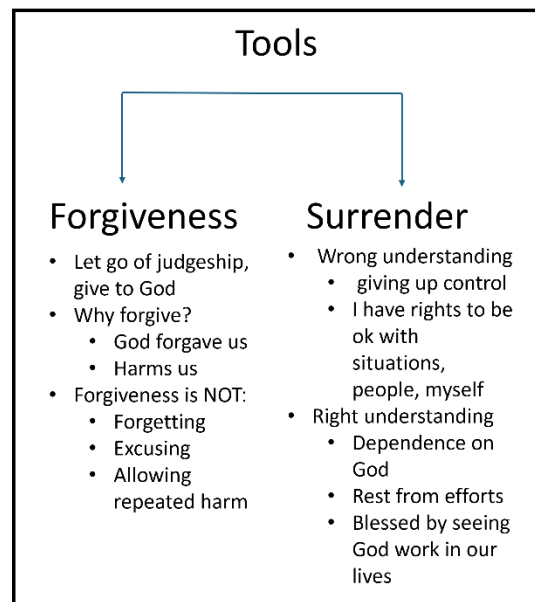 Tools
Forgiveness
• Let go of judgeship,
give to God
• Why forgive?
• God forgave us
• Harms us
• Forgiveness is NOT:
• Forgetting
• Excusing
• Allowing
repeated harm
Surrender
• Wrong understanding
• giving up control
• I have rights to be
ok with
situations,
people, myself
• Right understanding
• Dependence on
God
• Rest from efforts
• Blessed by seeing
God work in our
lives